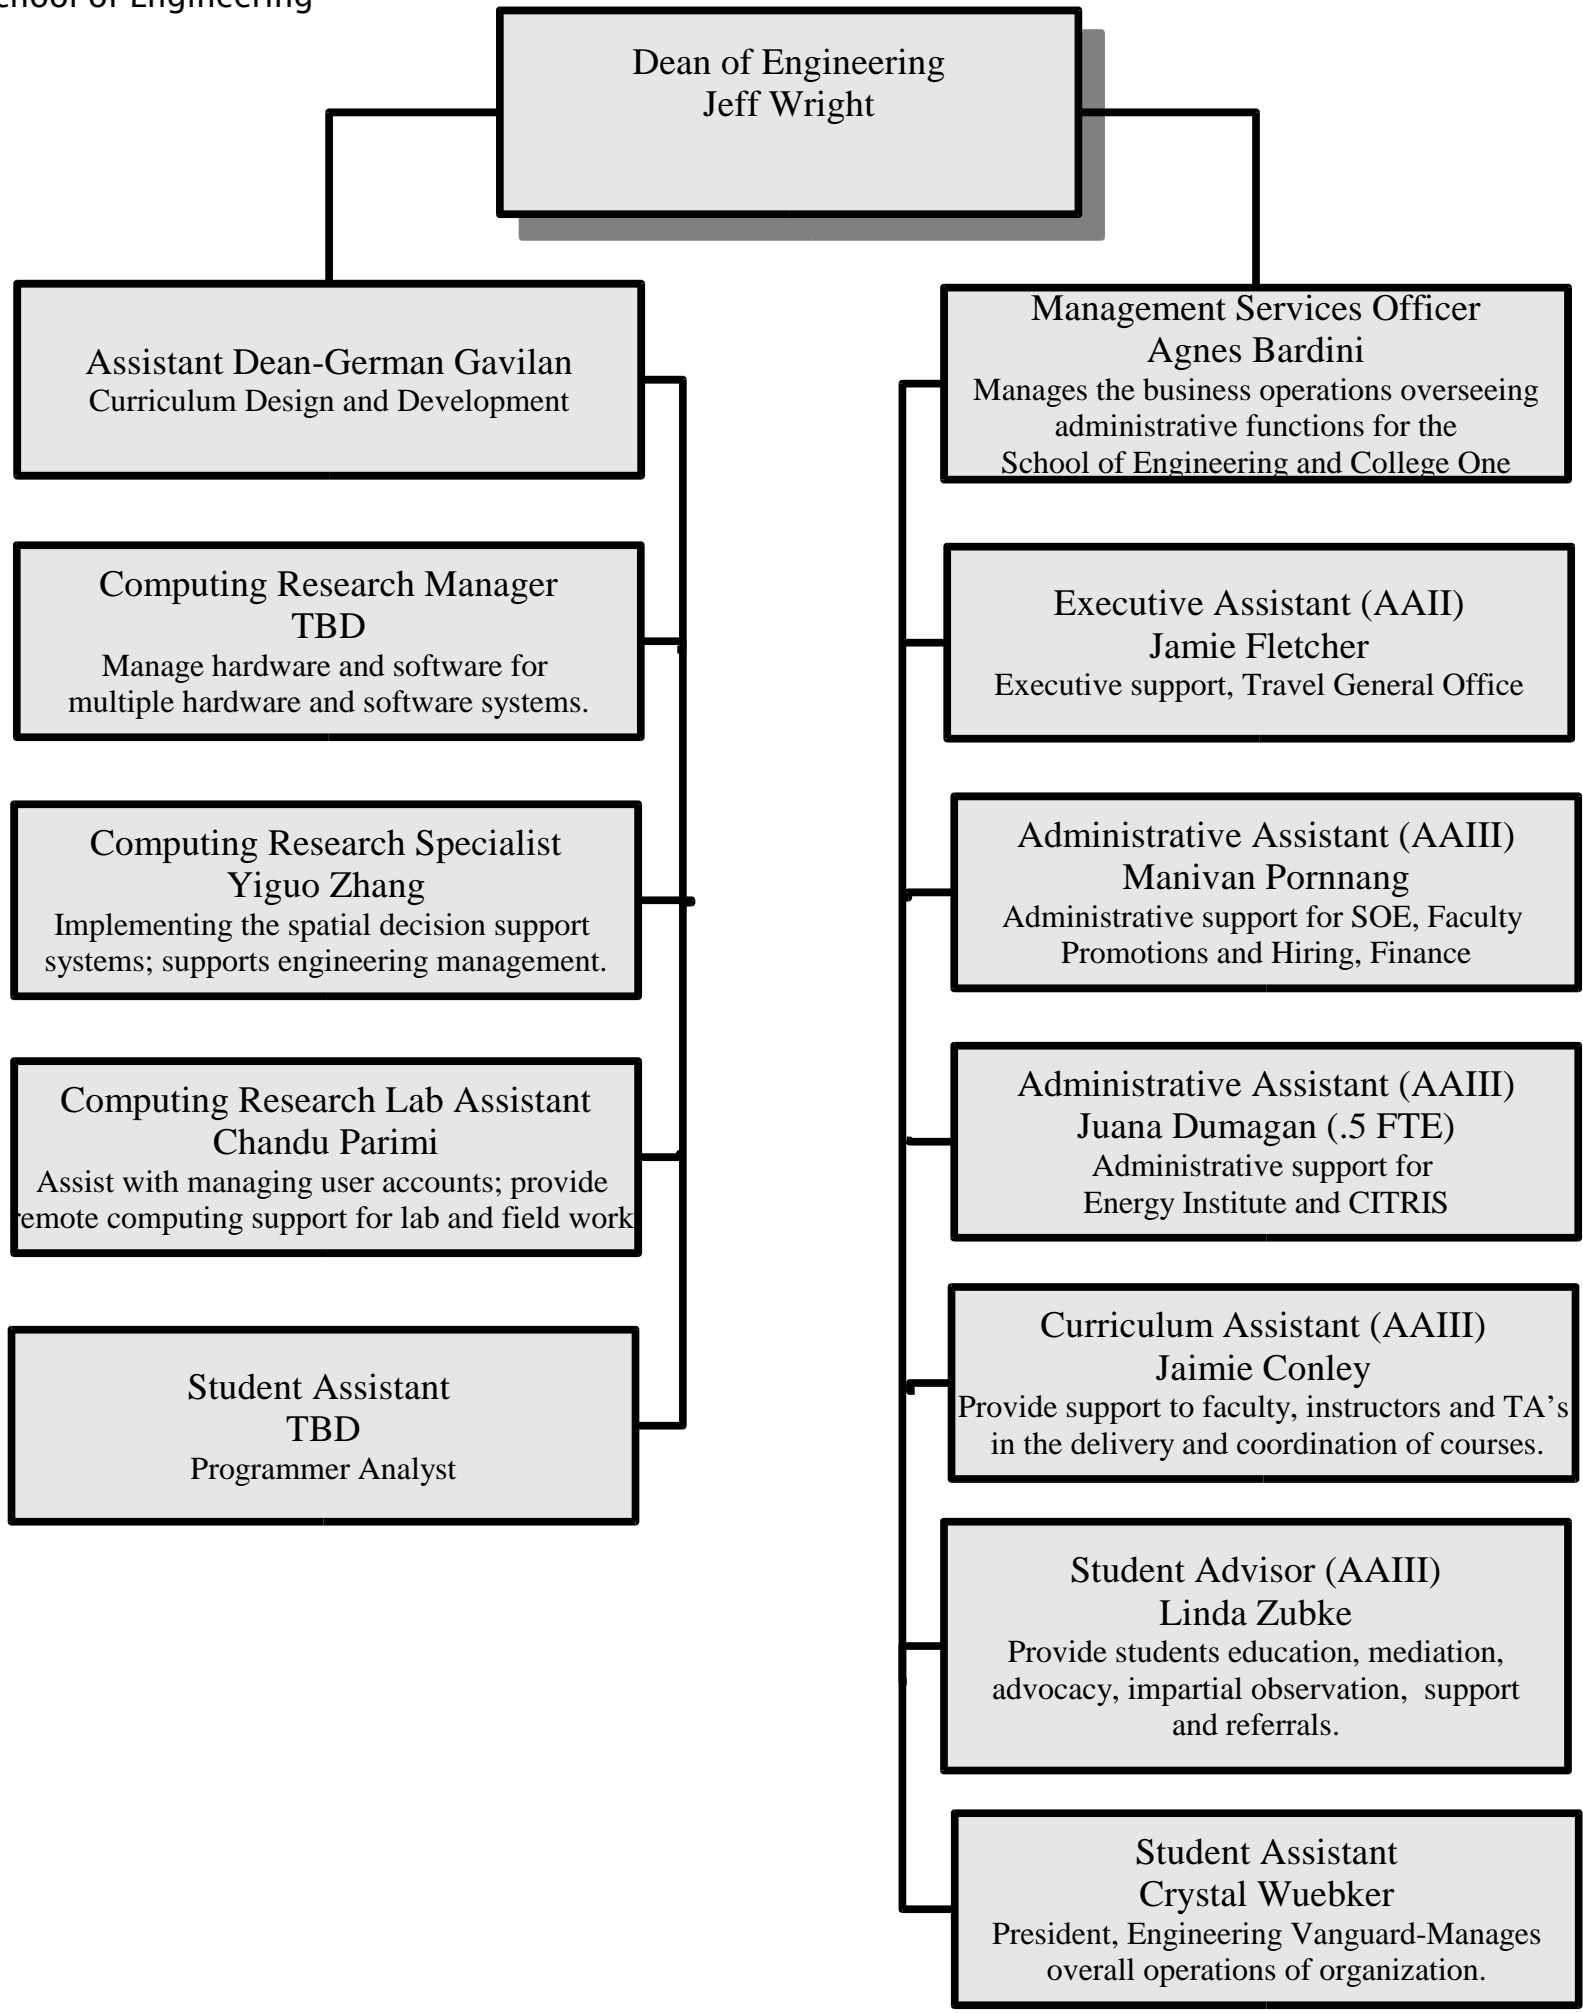 School of Engineering
Dean of Engineering
Jeff Wright
Assistant Dean-German Gavilan
Curriculum Design and Development
Computing Research Manager
TBD
Manage hardware and software for
multiple hardware and software systems.
Computing Research Specialist
Yiguo Zhang
Implementing the spatial decision support
systems; supports engineering management.
Computing Research Lab Assistant
Chandu Parimi
Assist with managing user accounts; provide
remote computing support for lab and field work
Student Assistant
TBD
Programmer Analyst
Management Services Officer
Agnes Bardini
Manages the business operations overseeing
administrative functions for the
School of Engineering and College One
Executive Assistant (AAII)
Jamie Fletcher
Executive support, Travel General Office
Administrative Assistant (AAIII)
Manivan Pornnang
Administrative support for SOE, Faculty
Promotions and Hiring, Finance
Administrative Assistant (AAIII)
Juana Dumagan (.5 FTE)
Administrative support for
Energy Institute and CITRIS
Curriculum Assistant (AAIII)
Jaimie Conley
Provide support to faculty, instructors and TA’s
in the delivery and coordination of courses.
Student Advisor (AAIII)
Linda Zubke
Provide students education, mediation,
advocacy, impartial observation,  support
and referrals.
Student Assistant
Crystal Wuebker
President, Engineering Vanguard-Manages
overall operations of organization.